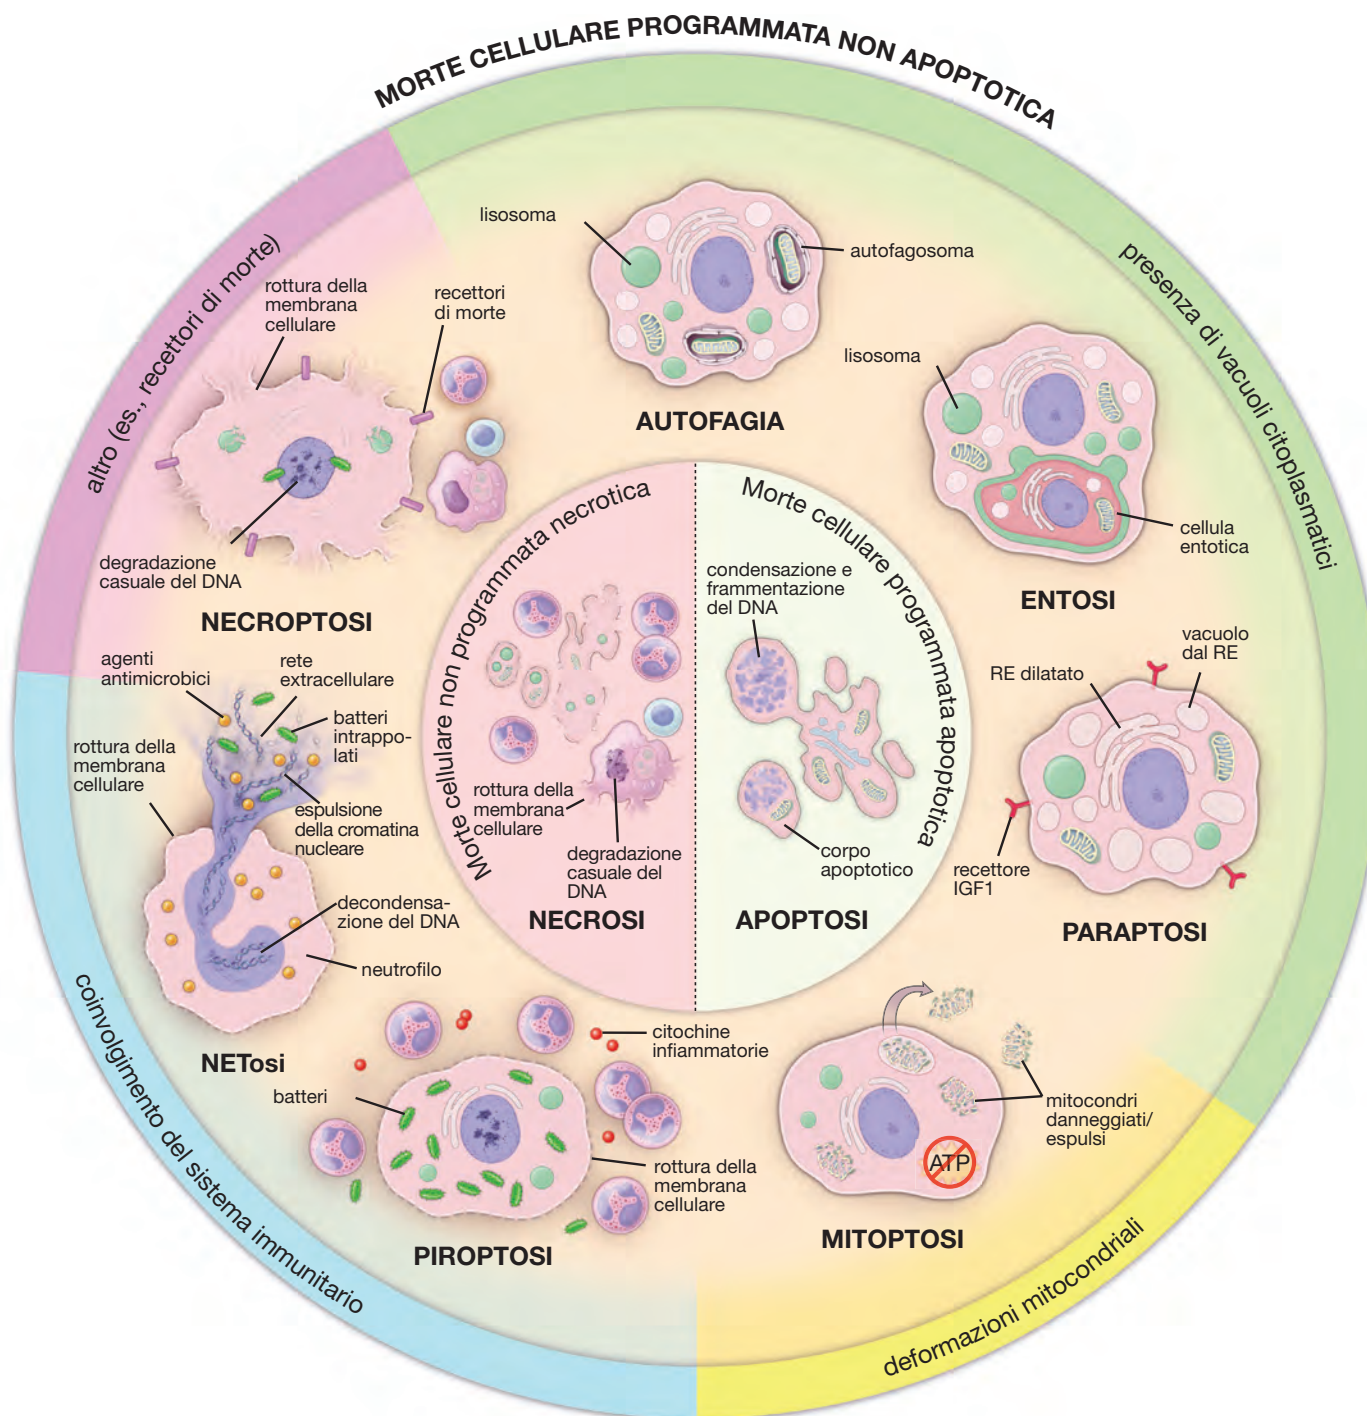 MORTE CELLULARE PROGRAMMATA NON APOPTOTICA
altro (es., recettori di morte)
presenza di vacuoli citoplasmatici
coinvolgimento del sistema immunitario
deformazioni mitocondriali
lisosoma
autofagosoma
AUTOFAGIA
rottura della
membrana
cellulare
recettori
di morte
degradazione
casuale del DNA
NECROPTOSI
lisosoma
cellula
entotica
ENTOSI
Morte cellulare non programmata necrotica
rottura della
membrana
cellulare
degradazione
casuale del
DNA
NECROSI
Morte cellulare programmata apoptotica
condensazione e
frammentazione
del DNA
corpo
apoptotico
APOPTOSI
vacuolo
dal RE
RE dilatato
recettore
IGF1
PARAPTOSI
agenti
antimicrobici
rete
extracellulare
batteri
intrappo-
lati
rottura della
membrana
cellulare
espulsione
della cromatina
nucleare
decondensa-
zione del DNA
neutrofilo
NETosi
citochine
infiammatorie
batteri
rottura della
membrana
cellulare
PIROPTOSI
mitocondri
danneggiati/
espulsi
ATP
MITOPTOSI